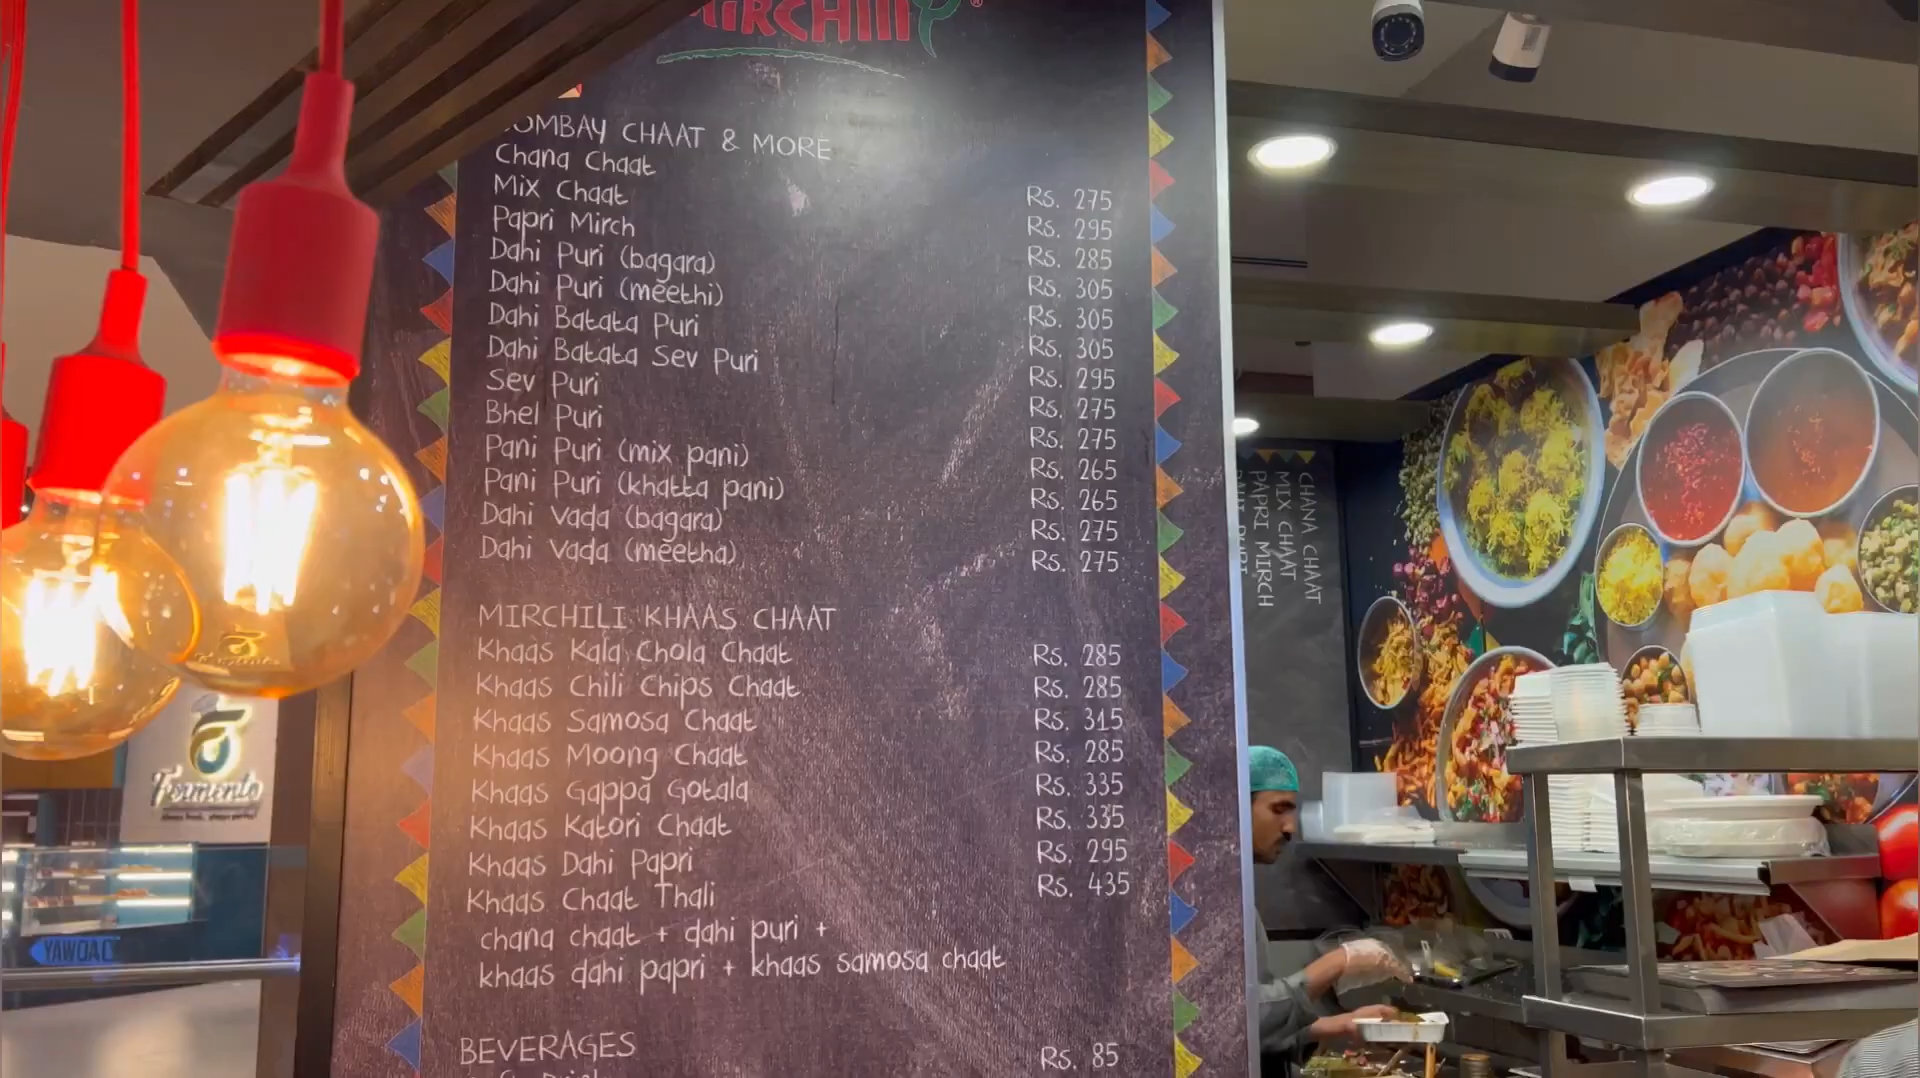 MIRCHILI ®
BOMBAY CHAAT & MORE
Chana Chaat Rs. 275
Mix Chaat Rs. 295
Papri Mirch Rs. 285
Dahi Puri (bagara) Rs. 305
Dahi Puri (meethi) Rs. 305
Dahi Batata Puri Rs. 305
Dahi Batata Sev Puri Rs. 295
Sev Puri Rs. 275
Bhel Puri Rs. 275
Pani Puri (mix pani) Rs. 265
Pani Puri (khatta pani) Rs. 265
Dahi Vada (bagara) Rs. 275
Dahi Vada (meetha) Rs. 275
MIRCHILI KHAAS CHAAT
Khaas Kala Chola Chaat Rs. 285
Khaas Chili Chips Chaat Rs. 285
Khaas Samosa Chaat Rs. 315
Khaas Moong Chaat Rs. 285
Khaas Gappa Gotala Rs. 335
Khaas Katori Chaat Rs. 335
Khaas Dahi Papri Rs. 295
Khaas Chaat Thali Rs. 435
chana chaat + dahi puri +
khaas dahi papri + khaas samosa chaat
BEVERAGES
Rs. 85
Fermento
CHANA CHAAT
MIX CHAAT
PAPRI MIRCH
DAHI PURI